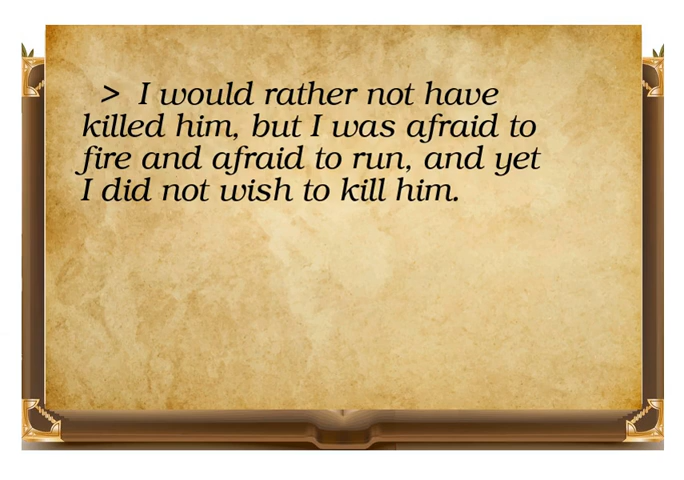 > I would rather not have
killed him, but I was afraid to
fire and afraid to run, and yet
I did not wish to kill him.